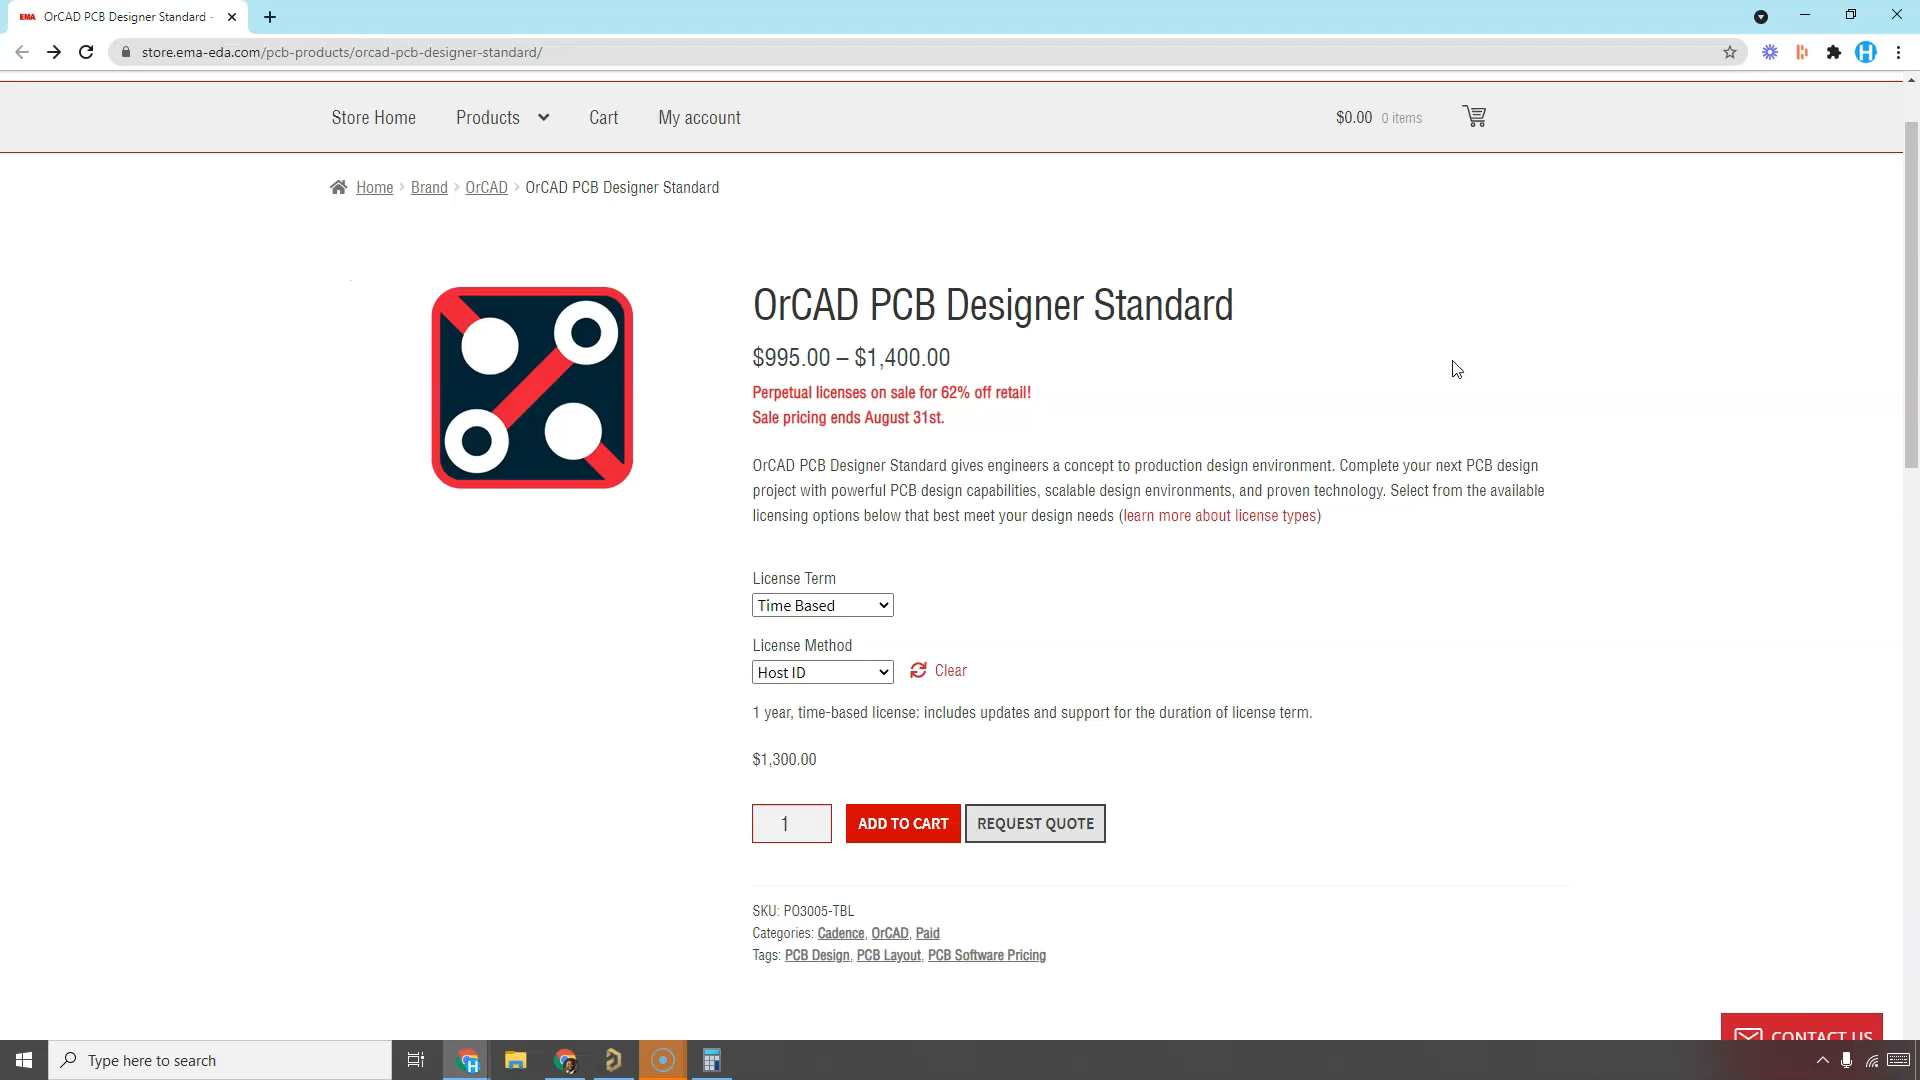 EMA OrCAD PCB Designer Standard -
store.ema-eda.com/pcb-products/orcad-pcb-designer-standard/
H
Store Home Products Cart My account $0.00 0 items
Home › Brand › OrCAD › OrCAD PCB Designer Standard
OrCAD PCB Designer Standard
$995.00 – $1,400.00
Perpetual licenses on sale for 62% off retail!
Sale pricing ends August 31st.
OrCAD PCB Designer Standard gives engineers a concept to production design environment. Complete your next PCB design
project with powerful PCB design capabilities, scalable design environments, and proven technology. Select from the available
licensing options below that best meet your design needs (learn more about license types)
License Term
Time Based
License Method
Host ID Clear
1 year, time-based license: includes updates and support for the duration of license term.
$1,300.00
1 ADD TO CART REQUEST QUOTE
SKU: PO3005-TBL
Categories: Cadence, OrCAD, Paid
Tags: PCB Design, PCB Layout, PCB Software Pricing
CONTACT US
Type here to search